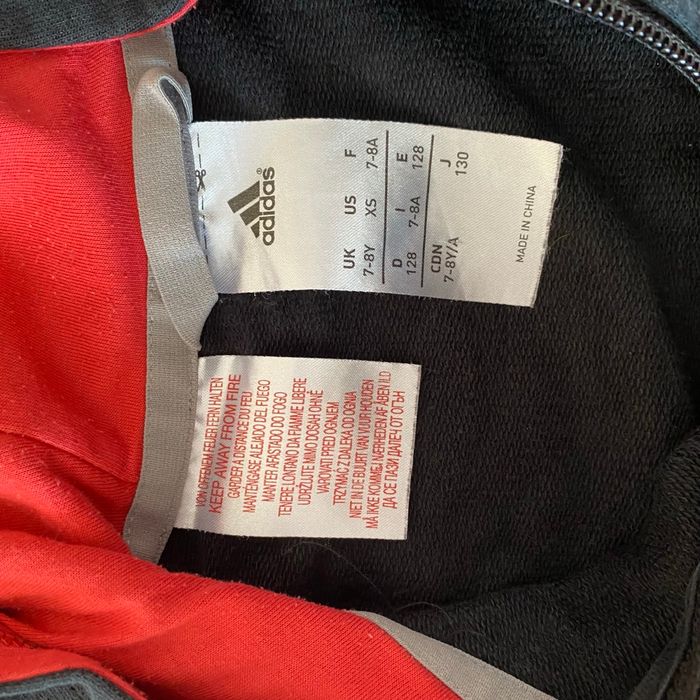 adidas®
UK US F
7-8Y XS 7-8A
D I E
128 7-8A 128
CDN J
7-8Y/A 130
MADE IN CHINA
VON OFFENEM FEUER FERN HALTEN
KEEP AWAY FROM FIRE
GARDER A DISTANCE DU FEU
MANTENGASE ALEJADO DEL FUEGO
MANTER AFASTADO DO FOGO
TENERE LONTANO DA FIAMME LIBERE
UDRŽUJTE MIMO DOSAH OHNĚ
VAROVATI PRED OGNJEM
TRZYMAĆ Z DALEKA OD OGNIA
NIET IN DE BUURT VAN VUUR HOUDEN
MÅ IKKE KOMME I NÆRHEDEN AF ÅBEN ILD
ДА СЕ ПАЗИ ДАЛЕЧ ОТ ОГЪН